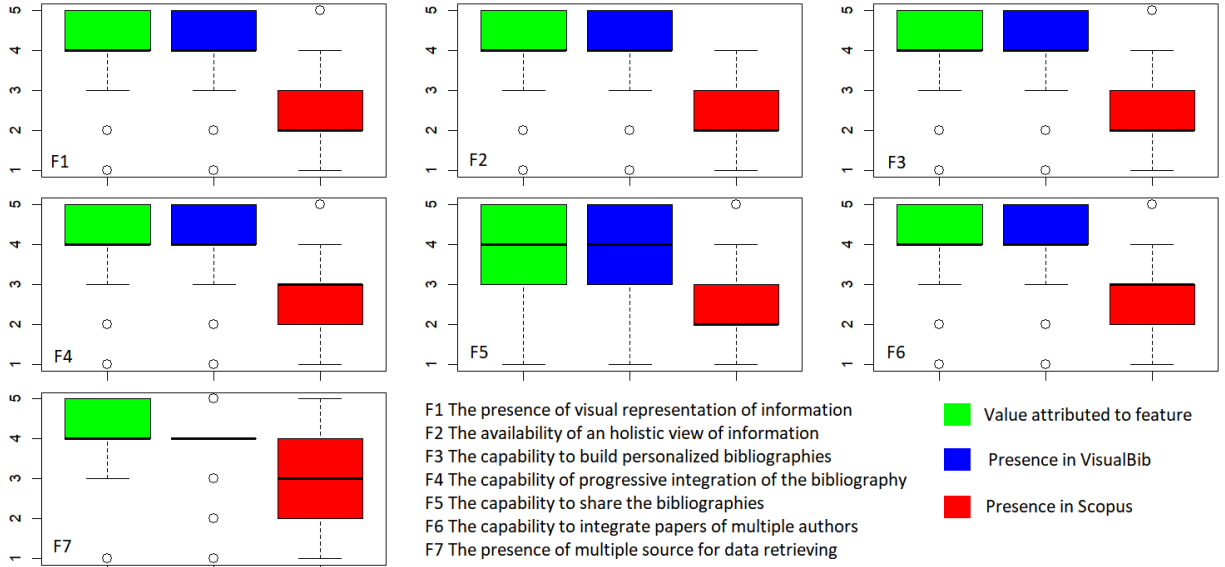 5
4
3
2
1
F1
5
4
3
2
1
F2
5
4
3
2
1
F3
5
4
3
2
1
F4
5
4
3
2
1
F5
5
4
3
2
1
F6
5
4
3
2
1
F7
F1 The presence of visual representation of information
F2 The availability of an holistic view of information
F3 The capability to build personalized bibliographies
F4 The capability of progressive integration of the bibliography
F5 The capability to share the bibliographies
F6 The capability to integrate papers of multiple authors
F7 The presence of multiple source for data retrieving
Value attributed to feature
Presence in VisualBib
Presence in Scopus